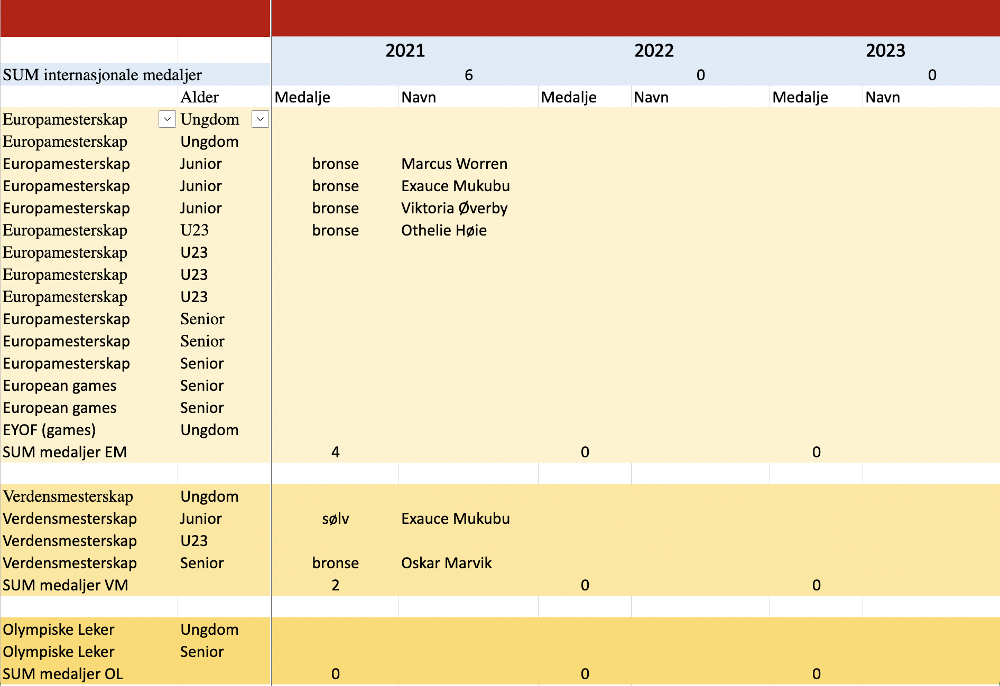 2021 2022 2023
SUM internasjonale medaljer 6 0 0
Alder Medalje Navn Medalje Navn Medalje Navn
Europamesterskap Ungdom
Europamesterskap Ungdom
Europamesterskap Junior bronse Marcus Worren
Europamesterskap Junior bronse Exauce Mukubu
Europamesterskap Junior bronse Viktoria Øverby
Europamesterskap U23 bronse Othelie Høie
Europamesterskap U23
Europamesterskap U23
Europamesterskap U23
Europamesterskap Senior
Europamesterskap Senior
Europamesterskap Senior
European games Senior
European games Senior
EYOF (games) Ungdom
SUM medaljer EM 4 0 0
Verdensmesterskap Ungdom
Verdensmesterskap Junior sølv Exauce Mukubu
Verdensmesterskap U23
Verdensmesterskap Senior bronse Oskar Marvik
SUM medaljer VM 2 0 0
Olympiske Leker Ungdom
Olympiske Leker Senior
SUM medaljer OL 0 0 0